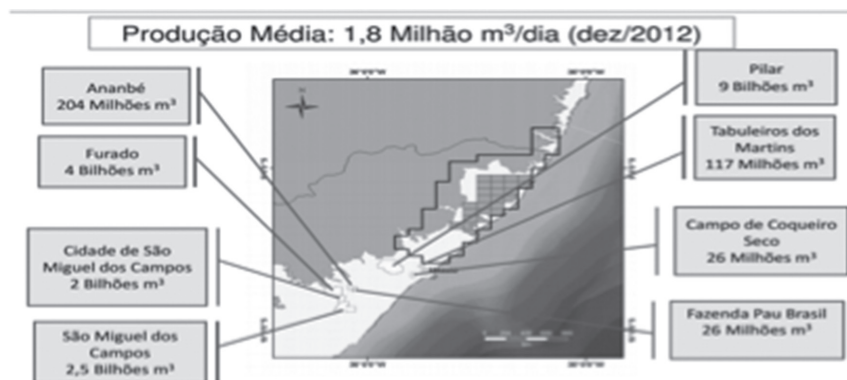 Produção Média: 1,8 Milhão m³/dia (dez/2012)
Ananbé
204 Milhões m³
Furado
4 Bilhões m³
Cidade de São
Miguel dos Campos
2 Bilhões m³
São Miguel dos
Campos
2,5 Bilhões m³
Pilar
9 Bilhões m³
Tabuleiros dos
Martins
117 Milhões m³
Campo de Coqueiro
Seco
26 Milhões m³
Fazenda Pau Brasil
26 Milhões m³